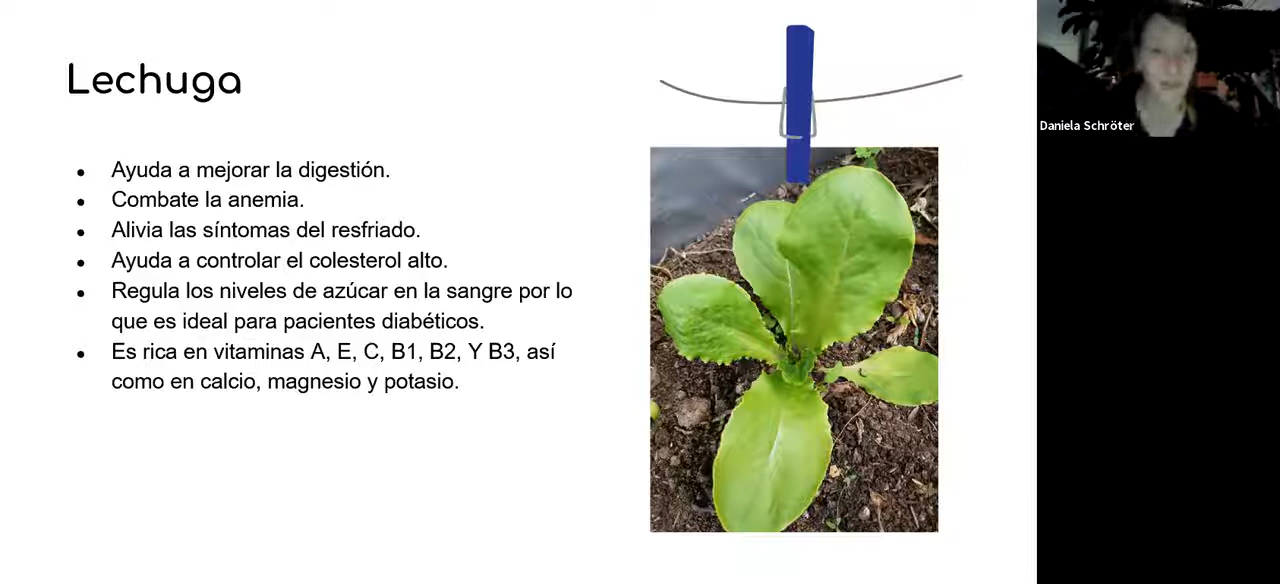 Lechuga
Daniela Schröter
● Ayuda a mejorar la digestión.
● Combate la anemia.
● Alivia las síntomas del resfriado.
● Ayuda a controlar el colesterol alto.
● Regula los niveles de azúcar en la sangre por lo
que es ideal para pacientes diabéticos.
● Es rica en vitaminas A, E, C, B1, B2, Y B3, así
como en calcio, magnesio y potasio.